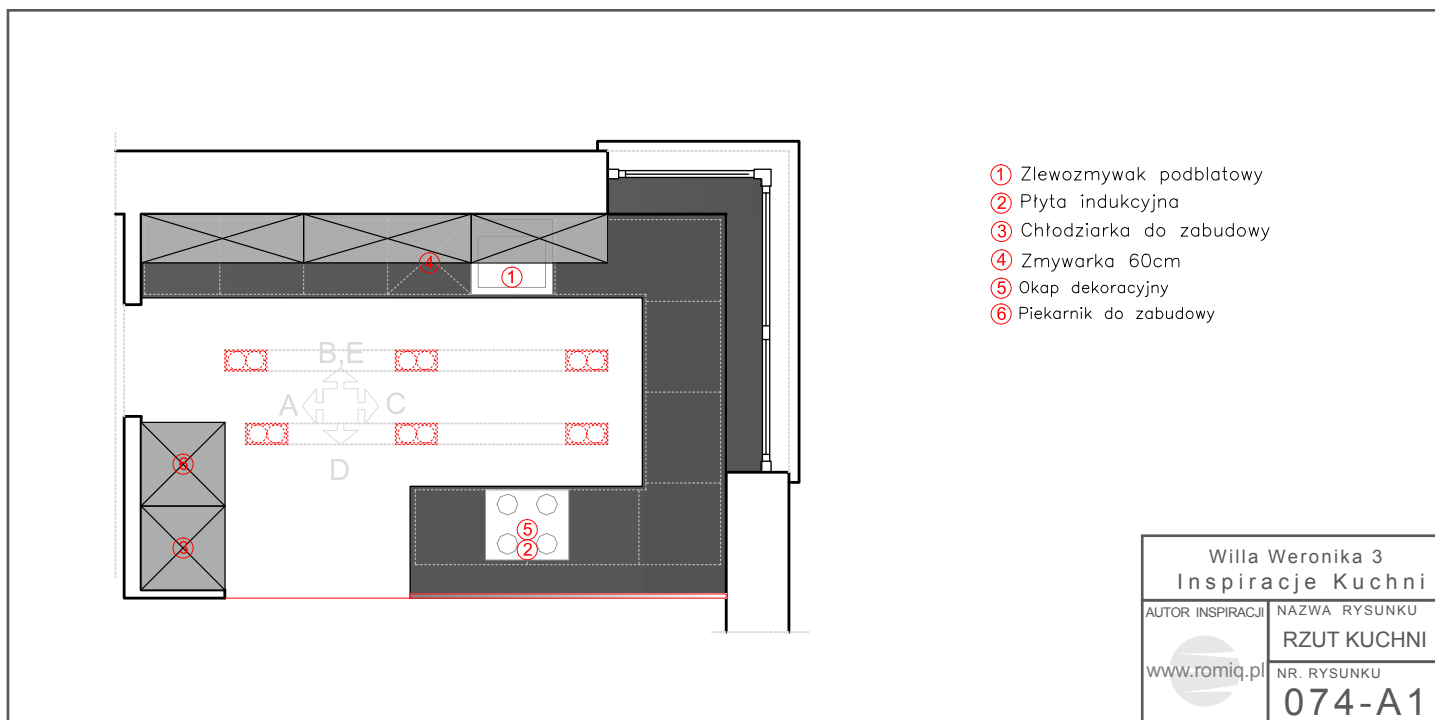 ① Zlewozmywak podblatowy
② Płyta indukcyjna
③ Chłodziarka do zabudowy
④ Zmywarka 60cm
⑤ Okap dekoracyjny
⑥ Piekarnik do zabudowy
4
1
B,E
A
C
D
5
2
Willa Weronika 3
Inspiracje Kuchni
AUTOR INSPIRACJI
www.romiq.pl
NAZWA RYSUNKU
RZUT KUCHNI
NR. RYSUNKU
074-A1